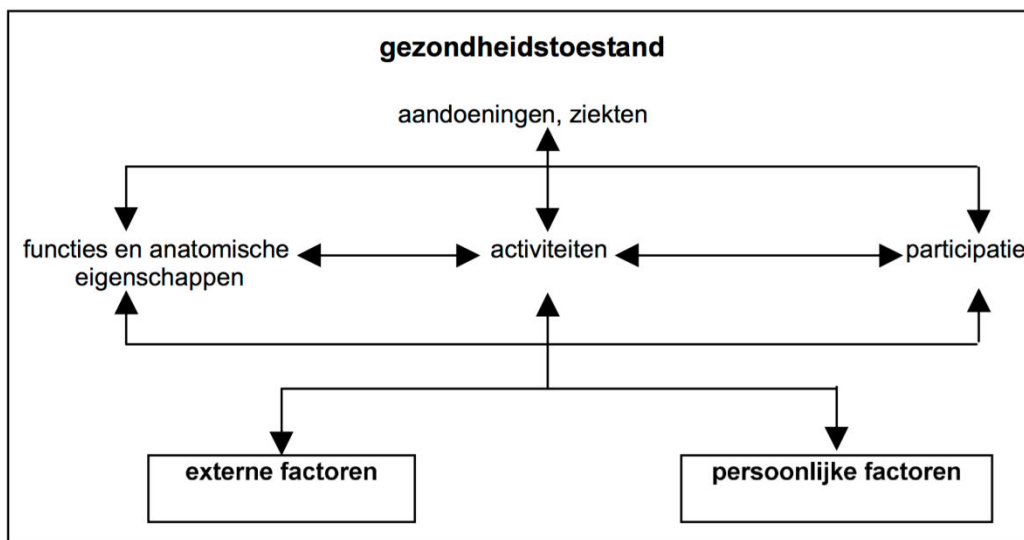 gezondheidstoestand
aandoeningen, ziekten
functies en anatomische
eigenschappen
activiteiten
participatie
externe factoren
persoonlijke factoren